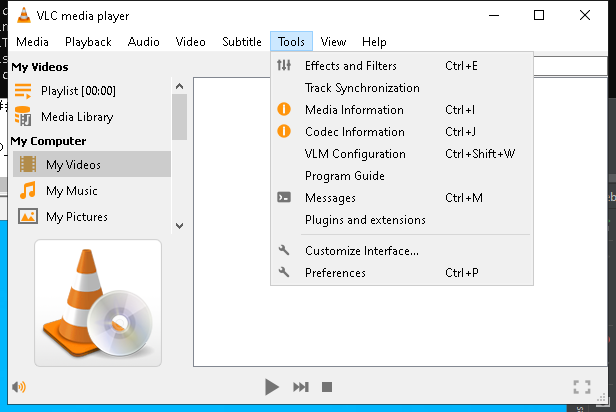 VLC media player
Media Playback Audio Video Subtitle Tools View Help
My Videos
Playlist [00:00]
Media Library
My Computer
My Videos
My Music
My Pictures
Effects and Filters Ctrl+E
Track Synchronization
Media Information Ctrl+I
Codec Information Ctrl+J
VLM Configuration Ctrl+Shift+W
Program Guide
Messages Ctrl+M
Plugins and extensions
Customize Interface...
Preferences Ctrl+P